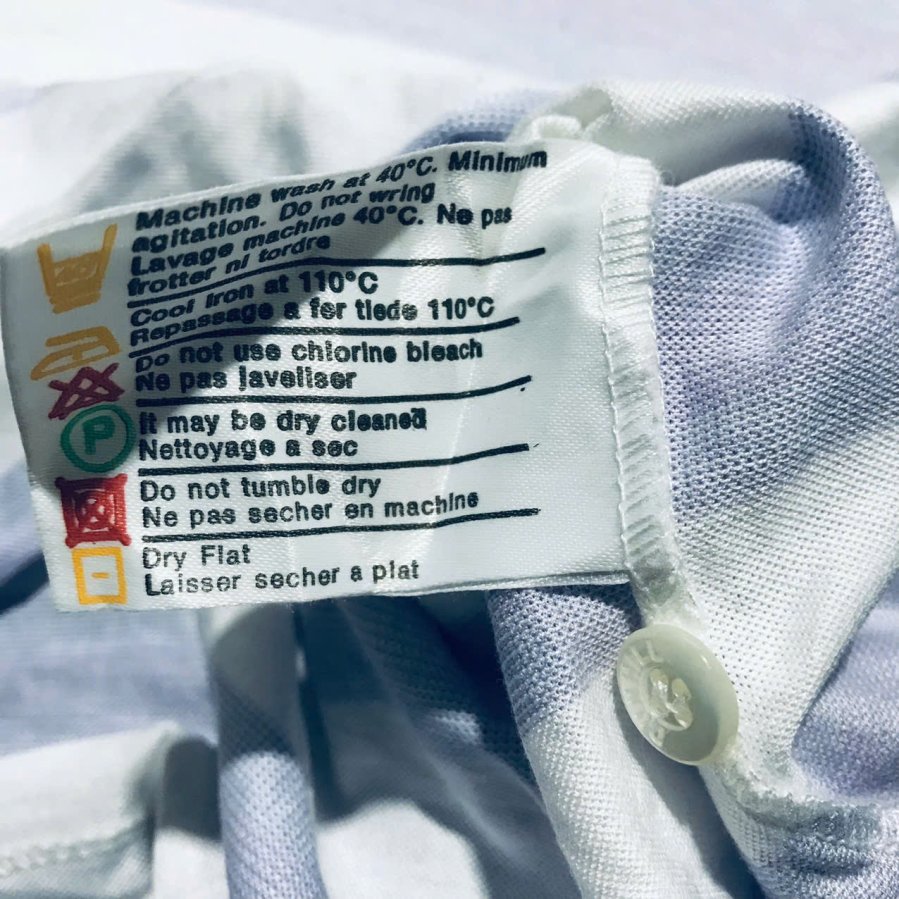 Machine wash at 40°C. Minimum
agitation. Do not wring
Lavage machine 40°C. Ne pas
frotter ni tordre
Cool Iron at 110°C
Repassage a fer tiede 110°C
Do not use chlorine bleach
Ne pas javeliser
P
It may be dry cleaned
Nettoyage a sec
Do not tumble dry
Ne pas secher en machine
Dry Flat
Laisser secher a plat